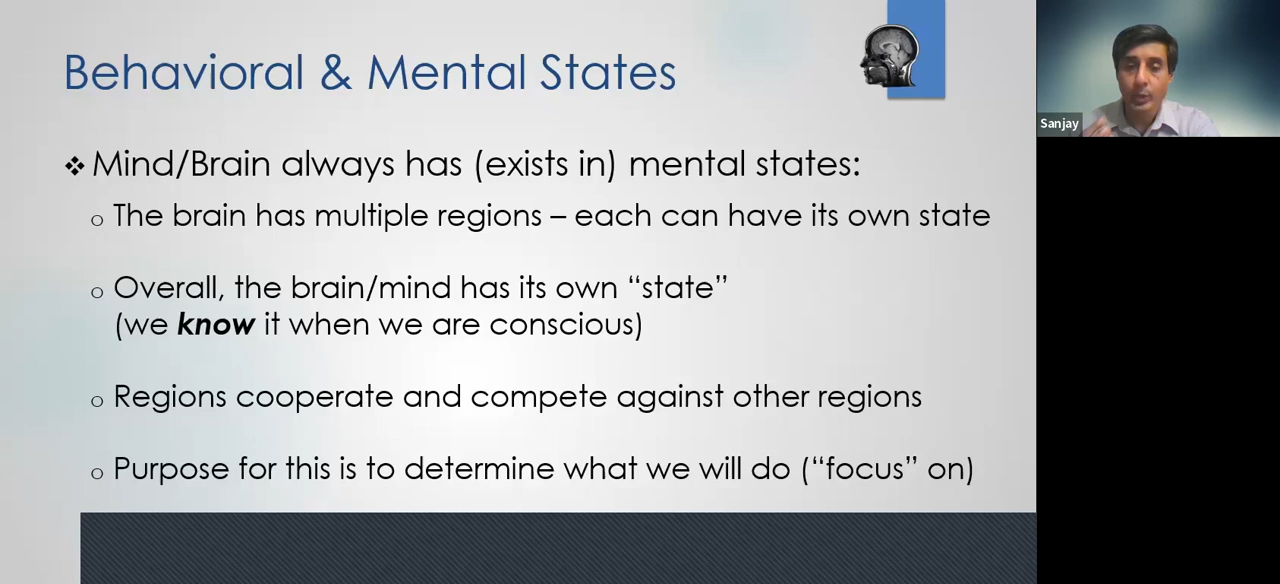 Behavioral & Mental States
❖ Mind/Brain always has (exists in) mental states:
o The brain has multiple regions – each can have its own state
o Overall, the brain/mind has its own “state”
(we know it when we are conscious)
o Regions cooperate and compete against other regions
o Purpose for this is to determine what we will do (“focus” on)
Sanjay